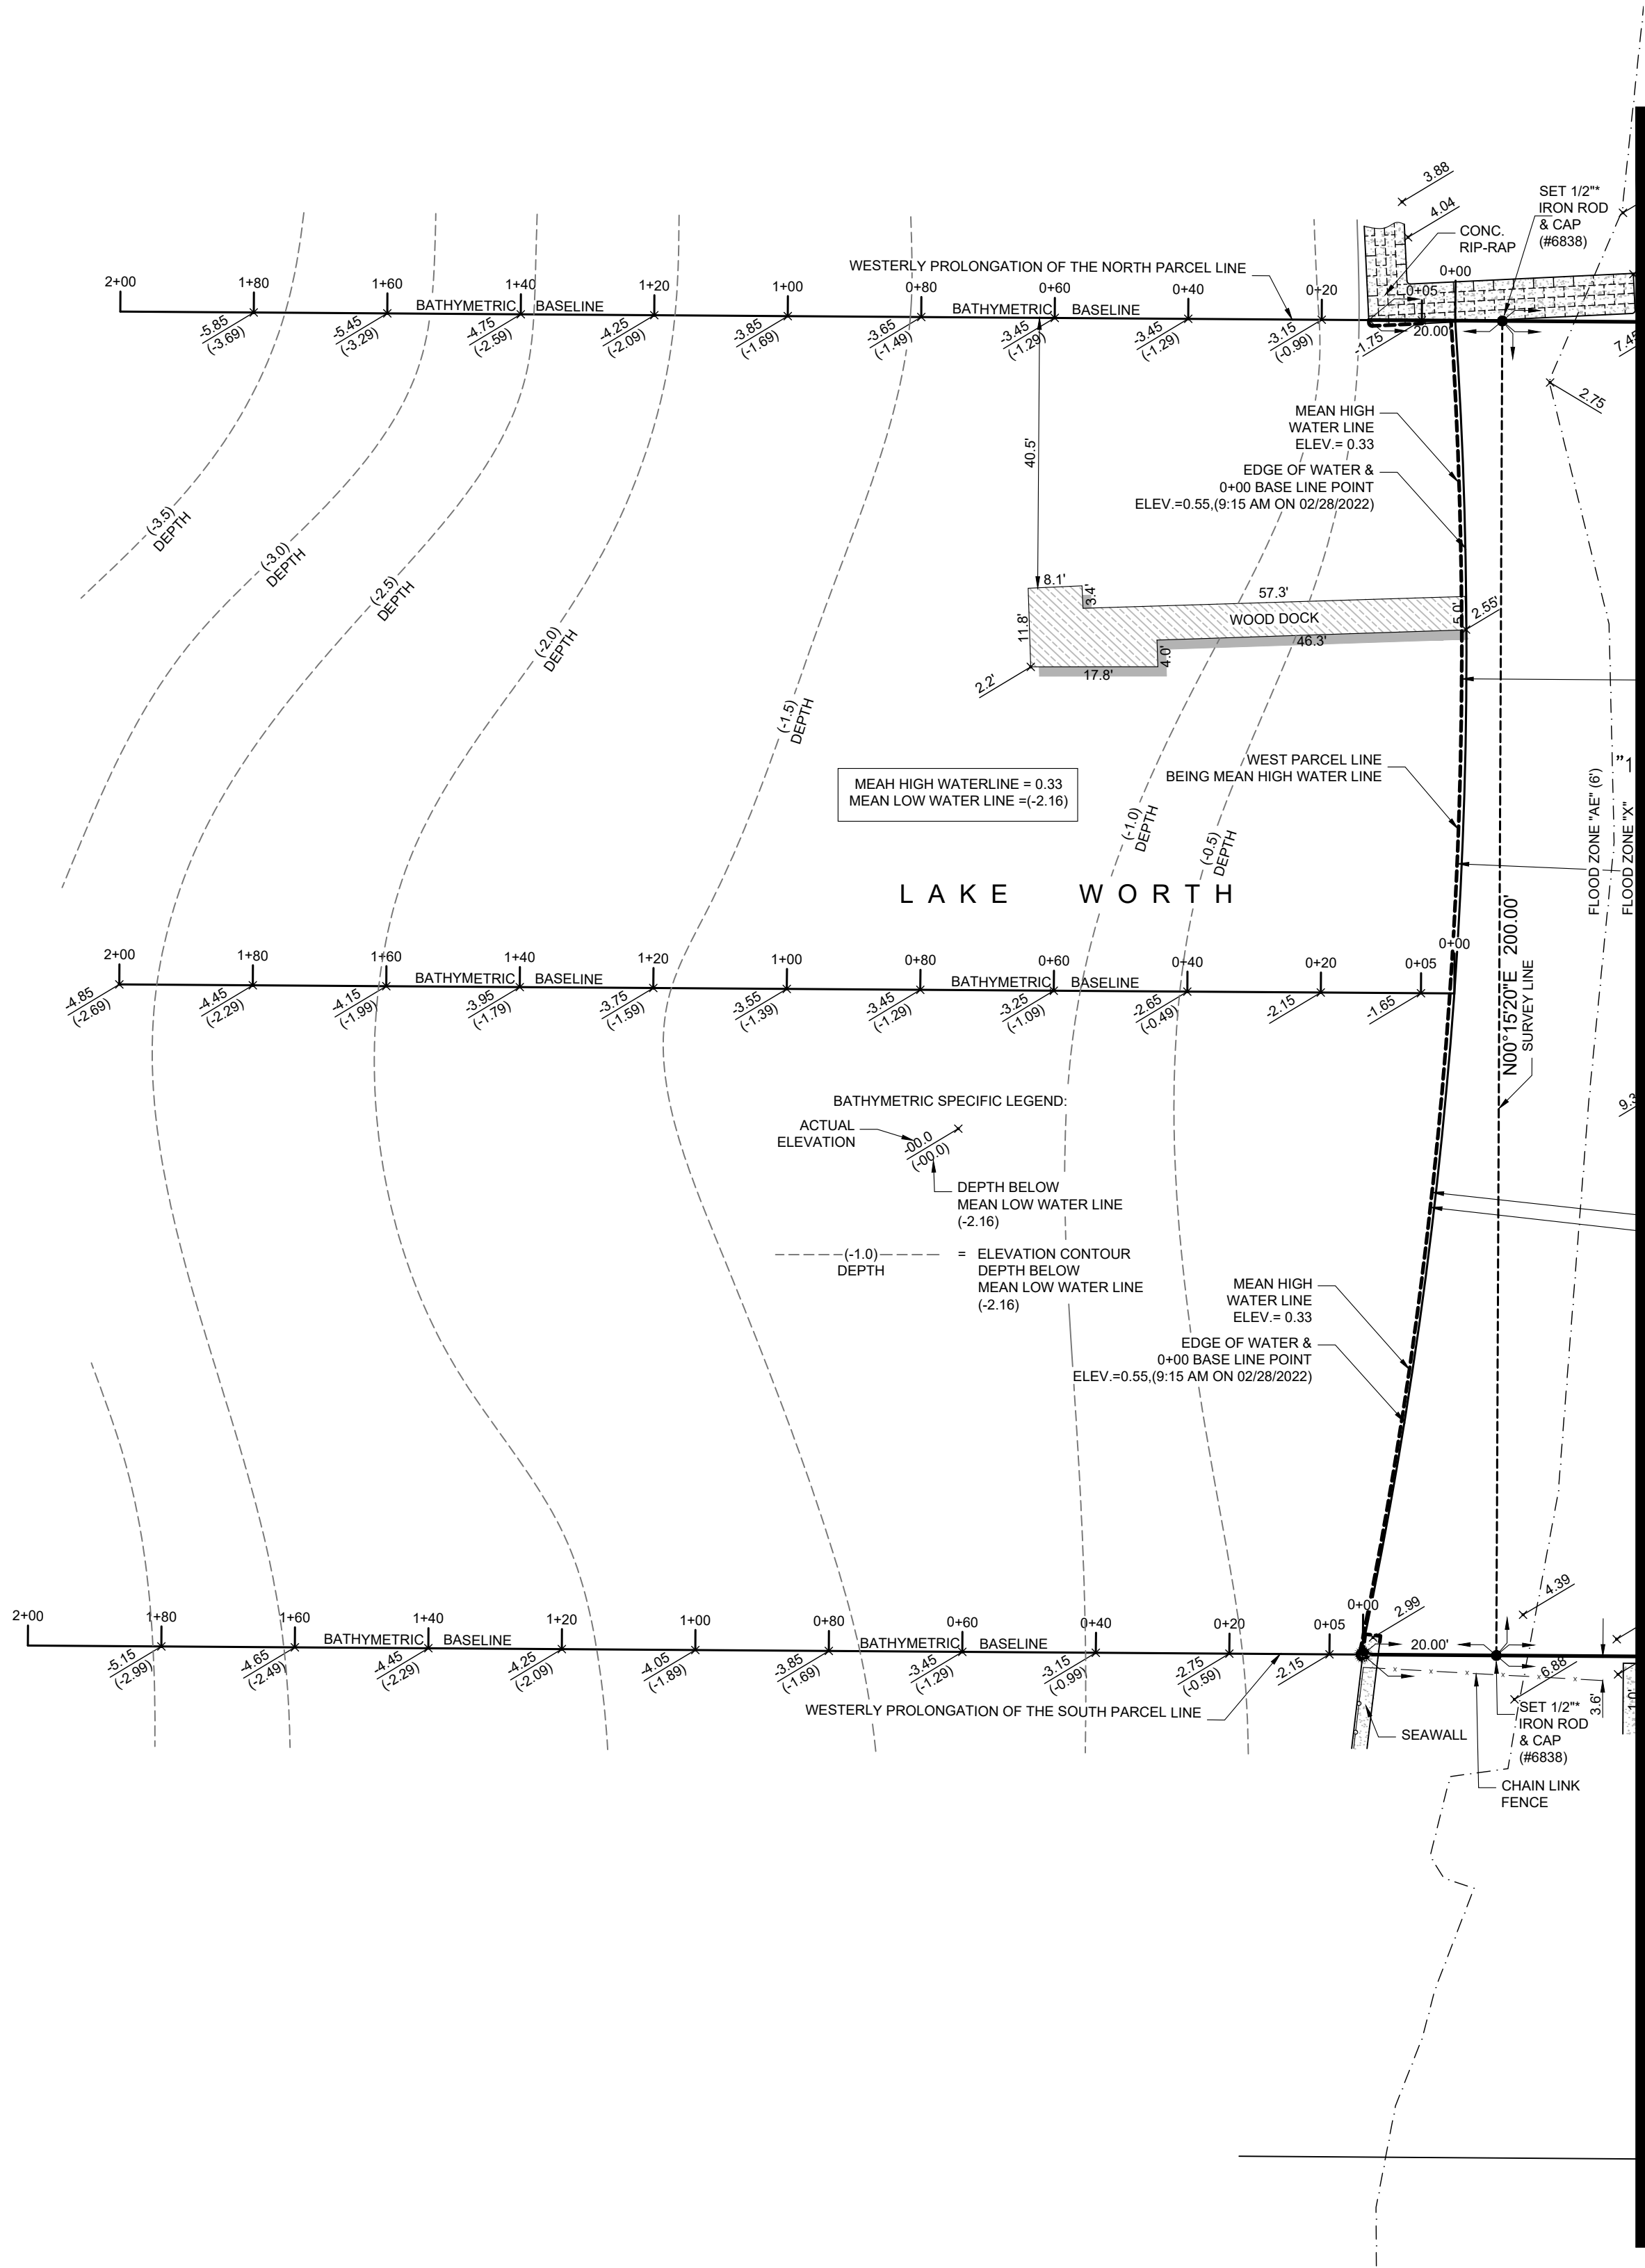 3.88
4.04
SET 1/2"*
IRON ROD
& CAP
(#6838)
CONC.
RIP-RAP
WESTERLY PROLONGATION OF THE NORTH PARCEL LINE
2+00 1+80 1+60 1+40 1+20 1+00 0+80 0+60 0+40 0+20 0+05 0+00
BATHYMETRIC BASELINE BATHYMETRIC BASELINE
-5.85 -5.45 -4.75 -4.25 -3.85 -3.65 -3.45 -3.45 -3.15 -1.75 20.00'
(-3.69) (-3.29) (-2.59) (-2.09) (-1.69) (-1.49) (-1.29) (-1.29) (-0.99)
2.75
MEAN HIGH
WATER LINE
ELEV.= 0.33
40.5'
EDGE OF WATER &
0+00 BASE LINE POINT
ELEV.=0.55,(9:15 AM ON 02/28/2022)
(-3.5)
DEPTH
(-3.0)
DEPTH
(-2.5)
DEPTH
(-2.0)
DEPTH
(-1.5)
DEPTH
8.1'
3.4'
57.3'
WOOD DOCK
5.0'
2.55'
11.8'
46.3'
4.0'
17.8'
2.2'
WEST PARCEL LINE
BEING MEAN HIGH WATER LINE
MEAH HIGH WATERLINE = 0.33
MEAN LOW WATER LINE =(-2.16)
(-1.0)
DEPTH
(-0.5)
DEPTH
FLOOD ZONE "AE" (6')
FLOOD ZONE "X"
"1
LAKE WORTH
N00°15'20"E 200.00'
SURVEY LINE
2+00 1+80 1+60 1+40 1+20 1+00 0+80 0+60 0+40 0+20 0+05 0+00
BATHYMETRIC BASELINE BATHYMETRIC BASELINE
-4.85 -4.45 -4.15 -3.95 -3.75 -3.55 -3.45 -3.25 -2.65 -2.15 -1.65
(-2.69) (-2.29) (-1.99) (-1.79) (-1.59) (-1.39) (-1.29) (-1.09) (-0.49)
BATHYMETRIC SPECIFIC LEGEND:
ACTUAL
ELEVATION
-00.0
(-00.0)
DEPTH BELOW
MEAN LOW WATER LINE
(-2.16)
(-1.0)
DEPTH
= ELEVATION CONTOUR
DEPTH BELOW
MEAN LOW WATER LINE
(-2.16)
MEAN HIGH
WATER LINE
ELEV.= 0.33
EDGE OF WATER &
0+00 BASE LINE POINT
ELEV.=0.55,(9:15 AM ON 02/28/2022)
4.39
2.99
2+00 1+80 1+60 1+40 1+20 1+00 0+80 0+60 0+40 0+20 0+05 0+00
BATHYMETRIC BASELINE BATHYMETRIC BASELINE 20.00'
-5.15 -4.65 -4.45 -4.25 -4.05 -3.85 -3.45 -3.15 -2.75 -2.15
(-2.99) (-2.49) (-2.29) (-2.09) (-1.89) (-1.69) (-1.29) (-0.99) (-0.59)
6.88
3.6'
WESTERLY PROLONGATION OF THE SOUTH PARCEL LINE
SET 1/2"*
IRON ROD
& CAP
(#6838)
SEAWALL
CHAIN LINK
FENCE